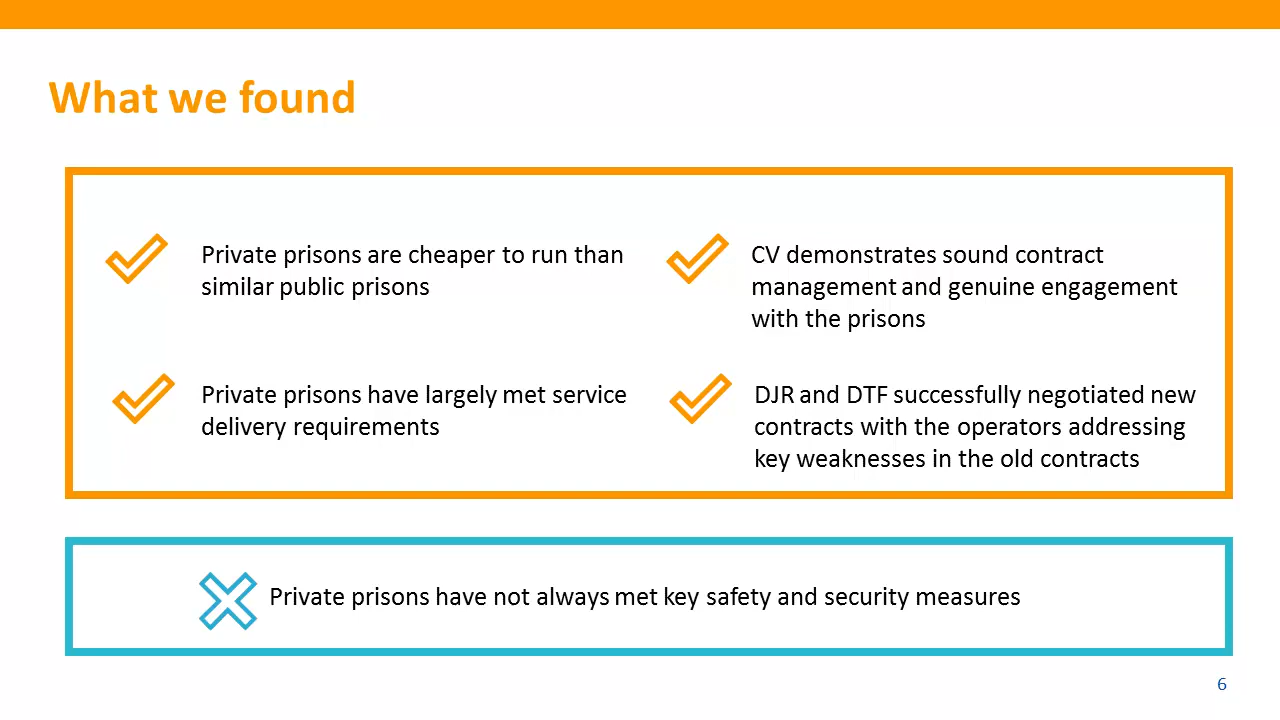 What we found
Private prisons are cheaper to run than
similar public prisons
CV demonstrates sound contract
management and genuine engagement
with the prisons
Private prisons have largely met service
delivery requirements
DJR and DTF successfully negotiated new
contracts with the operators addressing
key weaknesses in the old contracts
Private prisons have not always met key safety and security measures
6